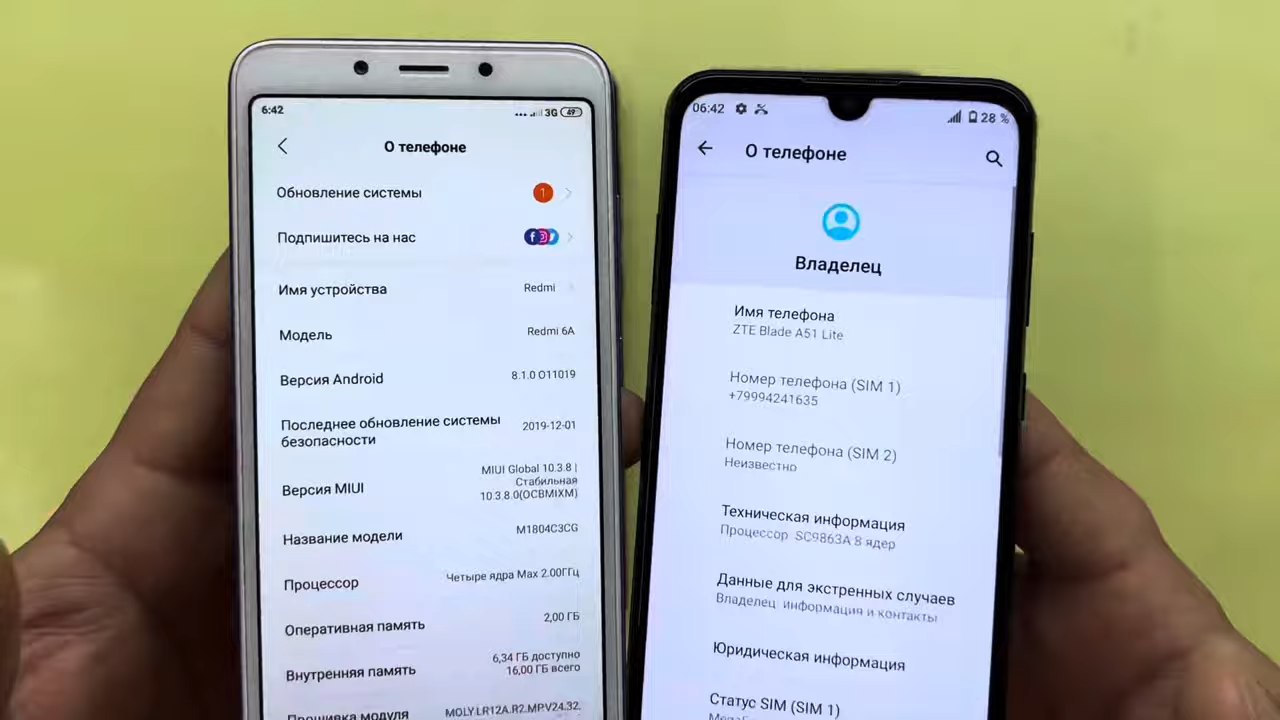 6:42
3G 49
О телефоне
Обновление системы
1
Подпишитесь на нас
Имя устройства
Redmi
Модель
Redmi 6A
Версия Android
8.1.0 O11019
Последнее обновление системы
безопасности
2019-12-01
Версия MIUI
MIUI Global 10.3.8 |
Стабильная
10.3.8.0(OCBMIXM)
Название модели
M1804C3CG
Процессор
Четыре ядра Max 2.00ГГц
Оперативная память
2,00 ГБ
Внутренняя память
6,34 ГБ доступно
16,00 ГБ всего
Прошивка модуля
MOLY.LR12A.R2.MP.V24.32.
06:42
28 %
О телефоне
Владелец
Имя телефона
ZTE Blade A51 Lite
Номер телефона (SIM 1)
+79994241635
Номер телефона (SIM 2)
Неизвестно
Техническая информация
Процессор SC9863A 8 ядер
Данные для экстренных случаев
Владелец: информация и контакты
Юридическая информация
Статус SIM (SIM 1)